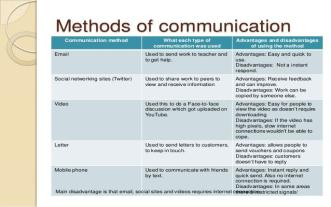 Methods of communication
Communication method
What each type of
communication was used
Advantages and disadvantages
of using the method
Email
Used to send work to teacher and
to get help.
Advantages: Easy and quick to
use.
Disadvantages: Not a instant
respond.
Social networking sites (Twitter)
Used to share work to peers to
view and receive information
Advantages: Receive feedback
and can improve.
Disadvantages: Work can be
copied by someone else.
Video
Used this to do a Face-to-face
discussion which got uploaded on
YouTube.
Advantages: Easy for people to
view the video as doesn't require
downloading
Disadvantages: If the video has
high pixels, slow internet
connections wouldn't be able to
cope.
Letter
Used to send letters to customers,
to keep in touch.
Advantages: allows people to
send vouchers and coupons
Disadvantages: customers
doesn't have to reply
Mobile phone
Used to communicate with friends
by text.
Advantages: Instant reply and
quick send. Also no internet
connection is required.
Disadvantages: In some areas
restricted signals/
Main disadvantage is that email, social sites and videos requires internet